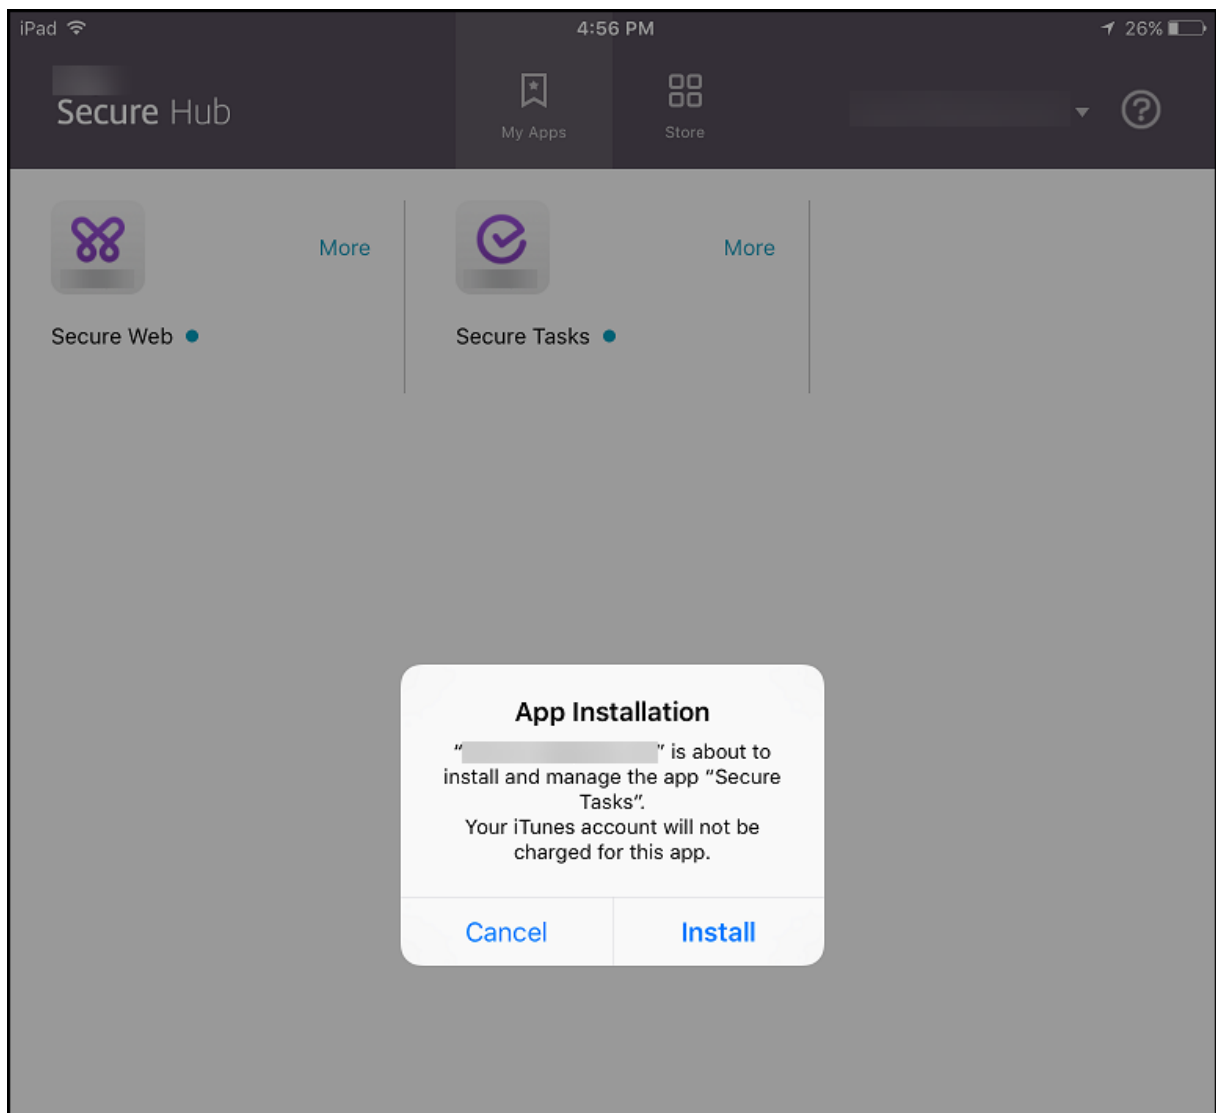 iPad 4:56 PM 26%
Secure Hub
My Apps
Store
More
More
Secure Web
Secure Tasks
App Installation
“ ” is about to
install and manage the app “Secure
Tasks”.
Your iTunes account will not be
charged for this app.
Cancel
Install